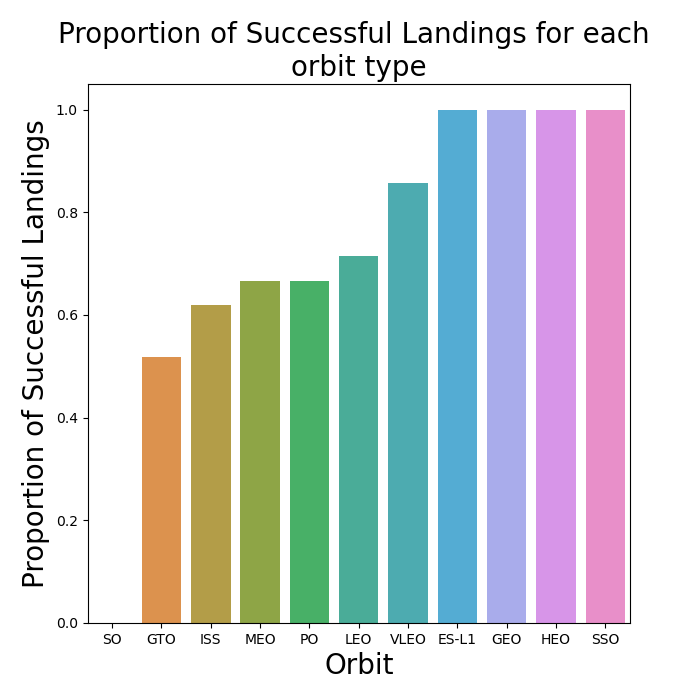 Proportion of Successful Landings for each
orbit type
Proportion of Successful Landings
1.0
0.8
0.6
0.4
0.2
0.0
SO GTO ISS MEO PO LEO VLEO ES-L1 GEO HEO SSO
Orbit